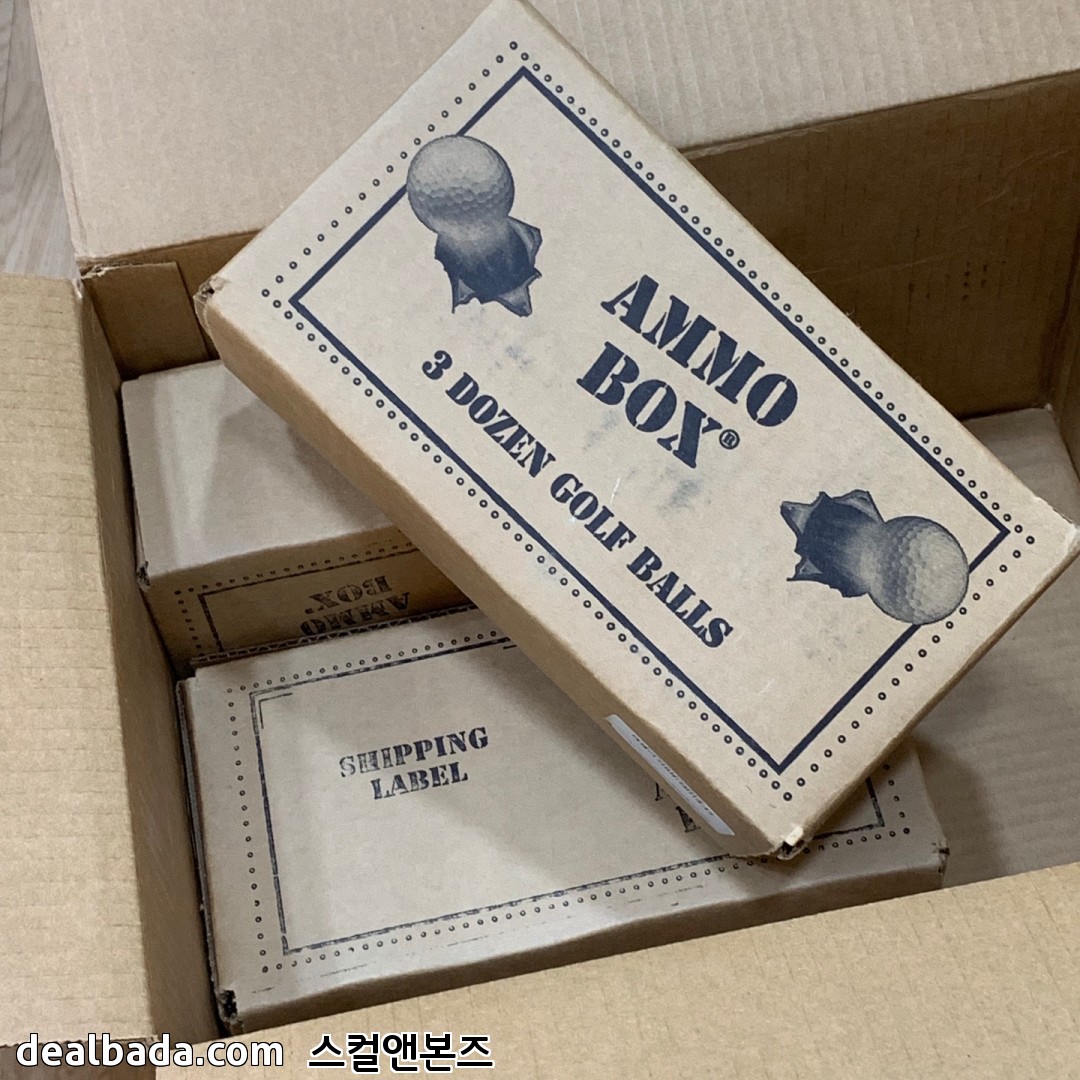 AMMO
BOX®
3 DOZEN GOLF BALLS
AMMO
BOX
SHIPPING
LABEL
dealbada.com 스컬앤본즈